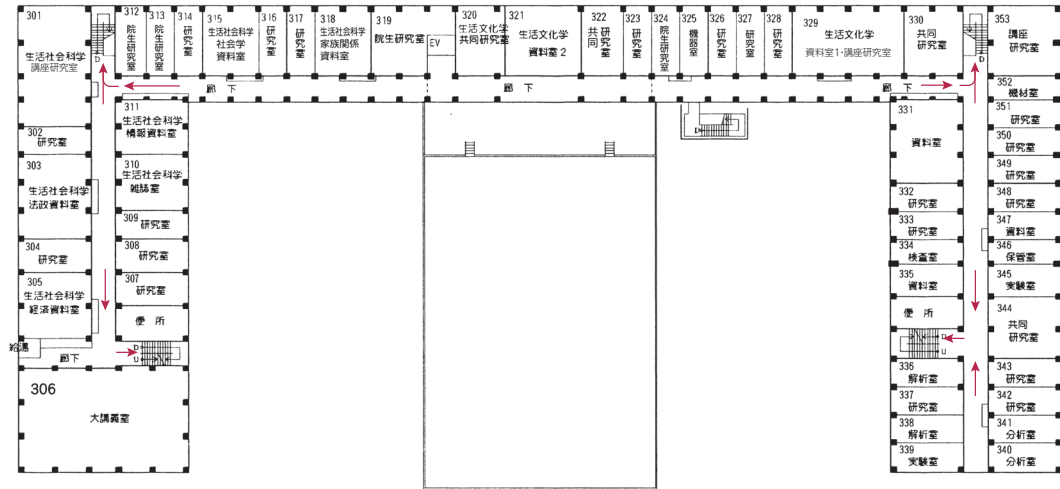 301
生活社会科学
講座研究室
D
312
院生研究室
313
院生研究室
314
研究室
315
生活社会科学
社会学
資料室
316
研究室
317
研究室
318
生活社会科学
家族関係
資料室
319
院生研究室
EV
320
生活文化学
共同研究室
321
生活文化学
資料室2
322
共同
研究室
323
研究室
324
院生研究室
325
機器室
326
研究室
327
研究室
328
研究室
329
生活文化学
資料室1・講座研究室
330
共同
研究室
D
353
講座
研究室
廊下
廊下
廊下
D
302
研究室
303
生活社会科学
法政資料室
304
研究室
305
生活社会科学
経済資料室
給湯
廊下
306
大講義室
311
生活社会科学
情報資料室
310
生活社会科学
雑誌室
309
研究室
308
研究室
307
研究室
便所
D
U
331
資料室
332
研究室
333
研究室
334
検査室
335
資料室
便所
D
U
336
解析室
337
研究室
338
解析室
339
実験室
352
機材室
351
研究室
350
研究室
349
研究室
348
研究室
347
資料室
346
保管室
345
実験室
344
共同
研究室
343
研究室
342
研究室
341
分析室
340
分析室